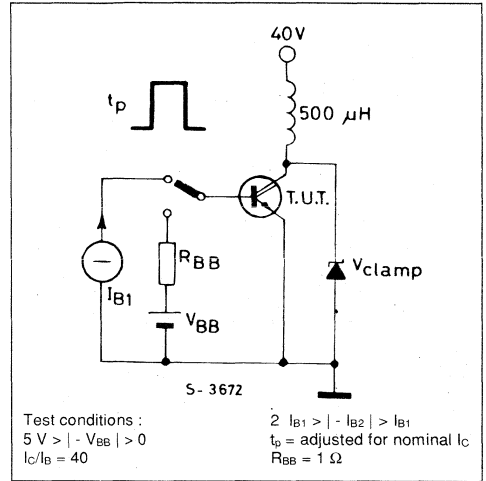 40V
tp
500 μH
T.U.T.
RBB
IB1
Vclamp
VBB
S-3672
Test conditions :
5 V > | - VBB | > 0
IC/IB = 40
2 IB1 > | - IB2 | > IB1
tp = adjusted for nominal IC
RBB = 1 Ω